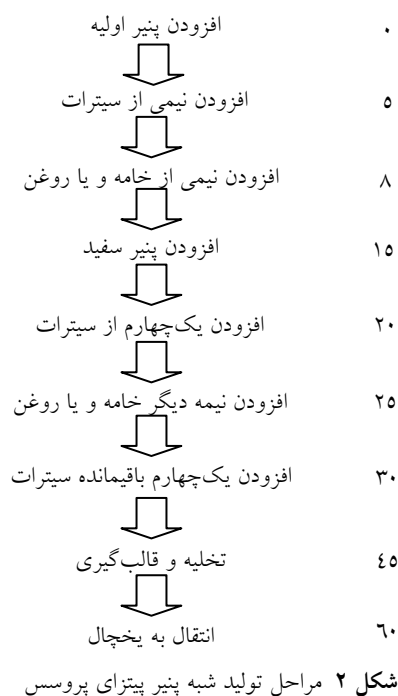 افزودن پنیر اولیه ۰
افزودن نیمی از سیترات ۵
افزودن نیمی از خامه و یا روغن ۸
افزودن پنیر سفید ۱۵
افزودن یک‌چهارم از سیترات ۲۰
افزودن نیمه دیگر خامه و یا روغن ۲۵
افزودن یک‌چهارم باقیمانده سیترات ۳۰
تخلیه و قالب‌گیری ٤٥
انتقال به یخچال ٦٠
شکل ۲ مراحل تولید شبه پنیر پیتزای پروسس